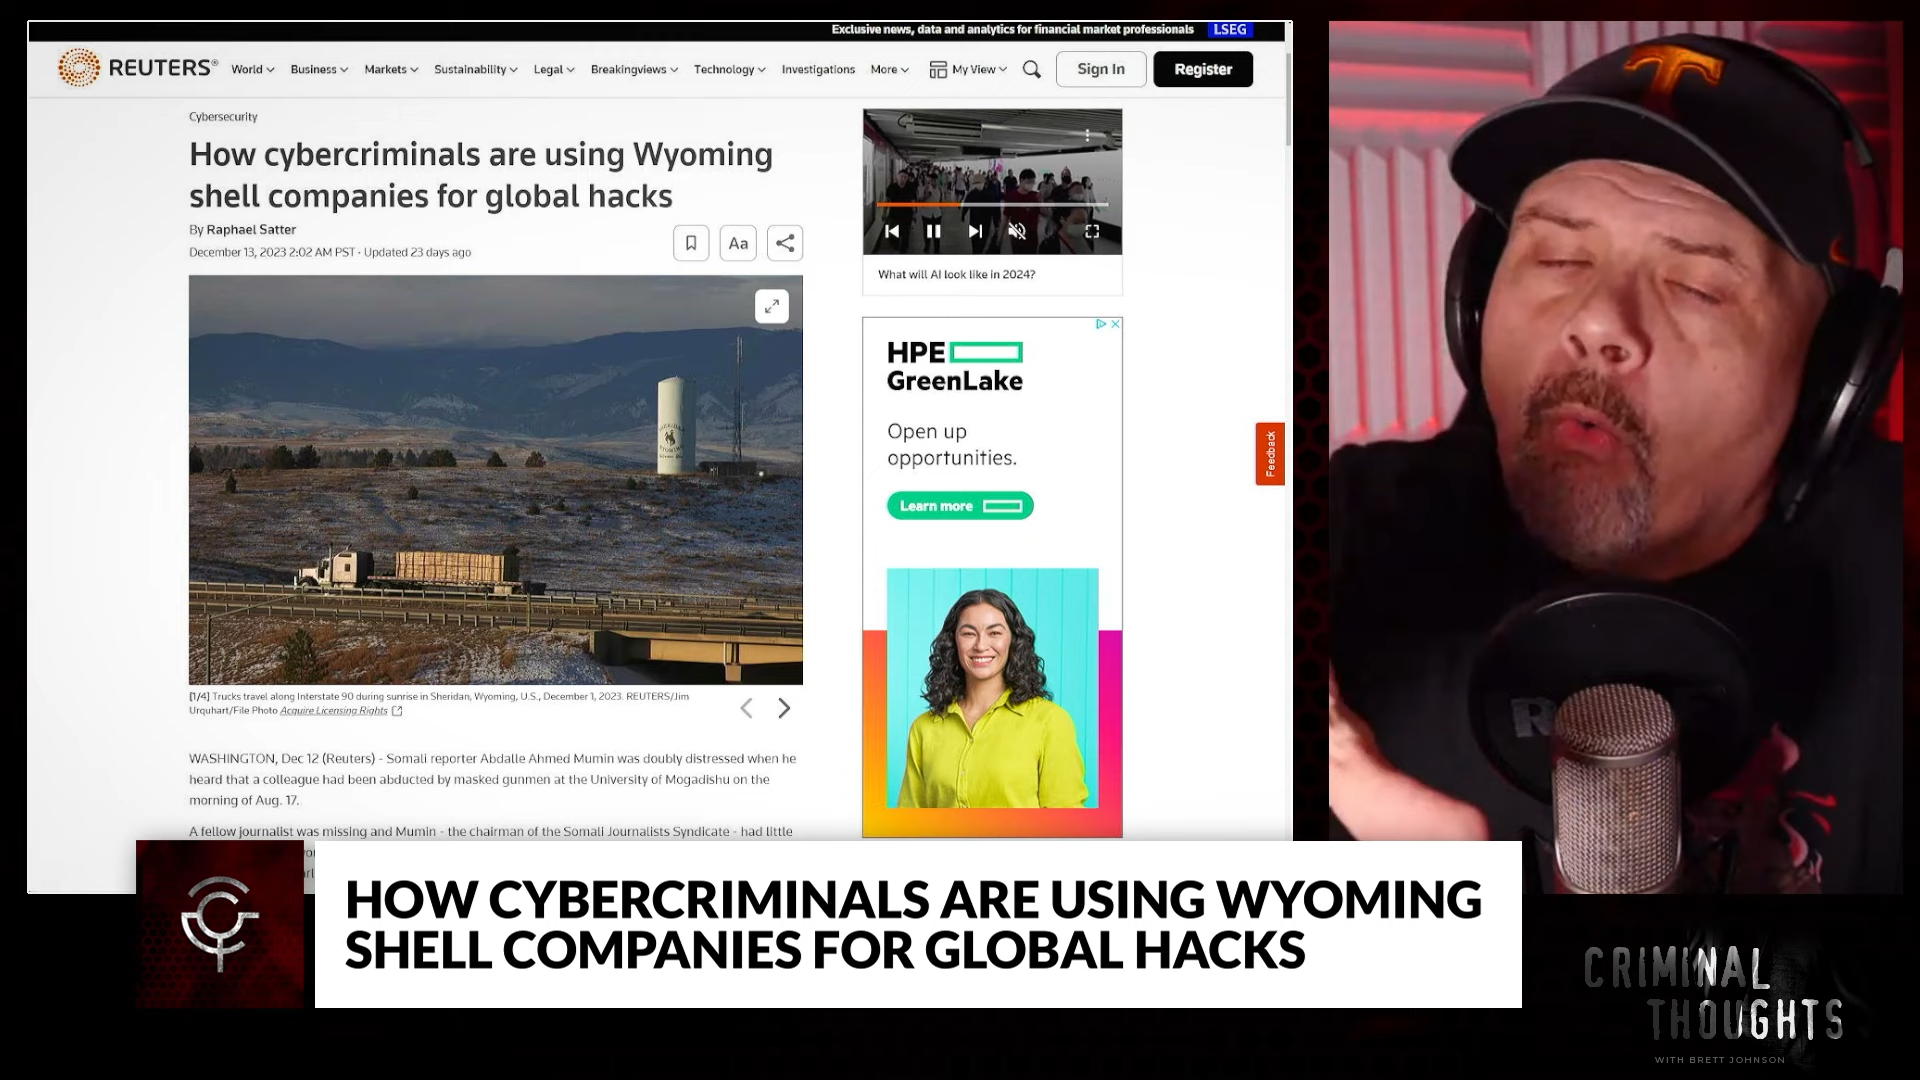 Exclusive news, data and analytics for financial market professionals LSEG
REUTERS® World Business Markets Sustainability Legal Breakingviews Technology Investigations More My View Sign In Register
Cybersecurity
How cybercriminals are using Wyoming
shell companies for global hacks
By Raphael Satter
December 13, 2023 2:02 AM PST · Updated 23 days ago
Aa
[1/4] Trucks travel along Interstate 90 during sunrise in Sheridan, Wyoming, U.S., December 1, 2023. REUTERS/Jim
Urquhart/File Photo Acquire Licensing Rights
WASHINGTON, Dec 12 (Reuters) - Somali reporter Abdalle Ahmed Mumin was doubly distressed when he
heard that a colleague had been abducted by masked gunmen at the University of Mogadishu on the
morning of Aug. 17.
A fellow journalist was missing and Mumin - the chairman of the Somali Journalists Syndicate - had little
What will AI look like in 2024?
HPE
GreenLake
Open up
opportunities.
Learn more
Feedback
T
HOW CYBERCRIMINALS ARE USING WYOMING
SHELL COMPANIES FOR GLOBAL HACKS
CRIMINAL
THOUGHTS
WITH BRETT JOHNSON